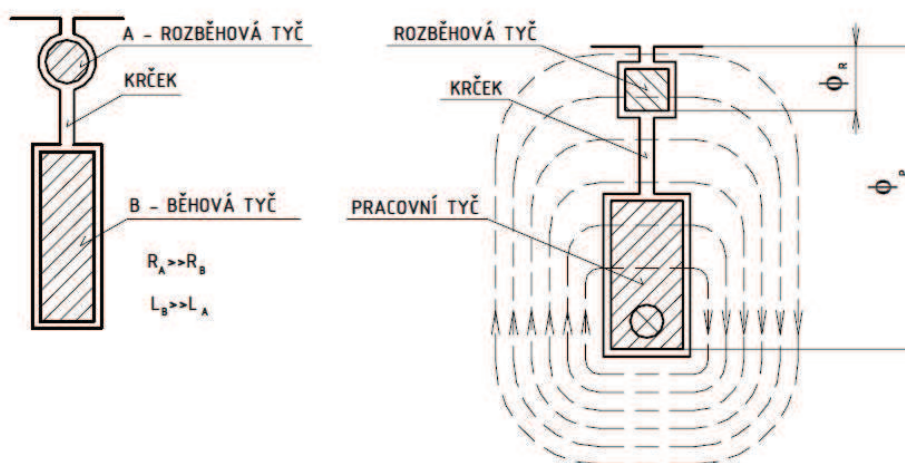 A - ROZBĚHOVÁ TYČ
KRČEK
B - BĚHOVÁ TYČ
R_A>>R_B
L_B>>L_A
ROZBĚHOVÁ TYČ
KRČEK
PRACOVNÍ TYČ
ϕ_R
ϕ_P